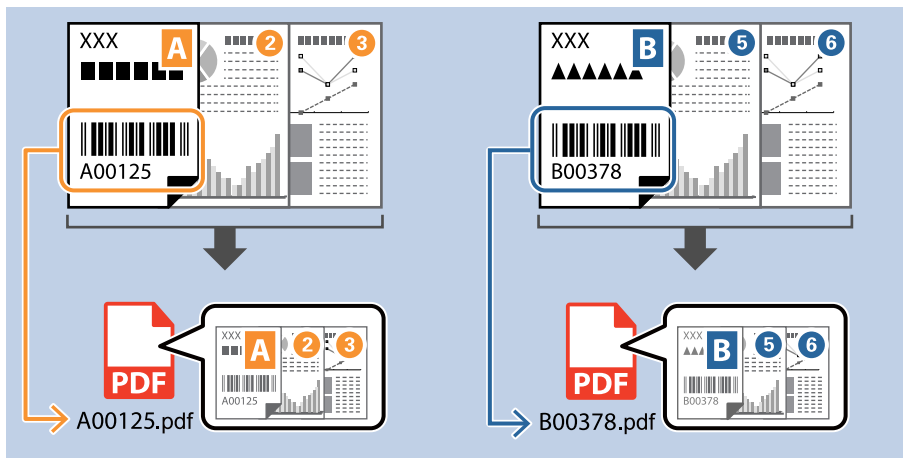 XXX A 2 3
A00125
XXX B 5 6
B00378
PDF
XXX A 2 3
A00125
A00125.pdf
PDF
XXX B 5 6
B00378
B00378.pdf